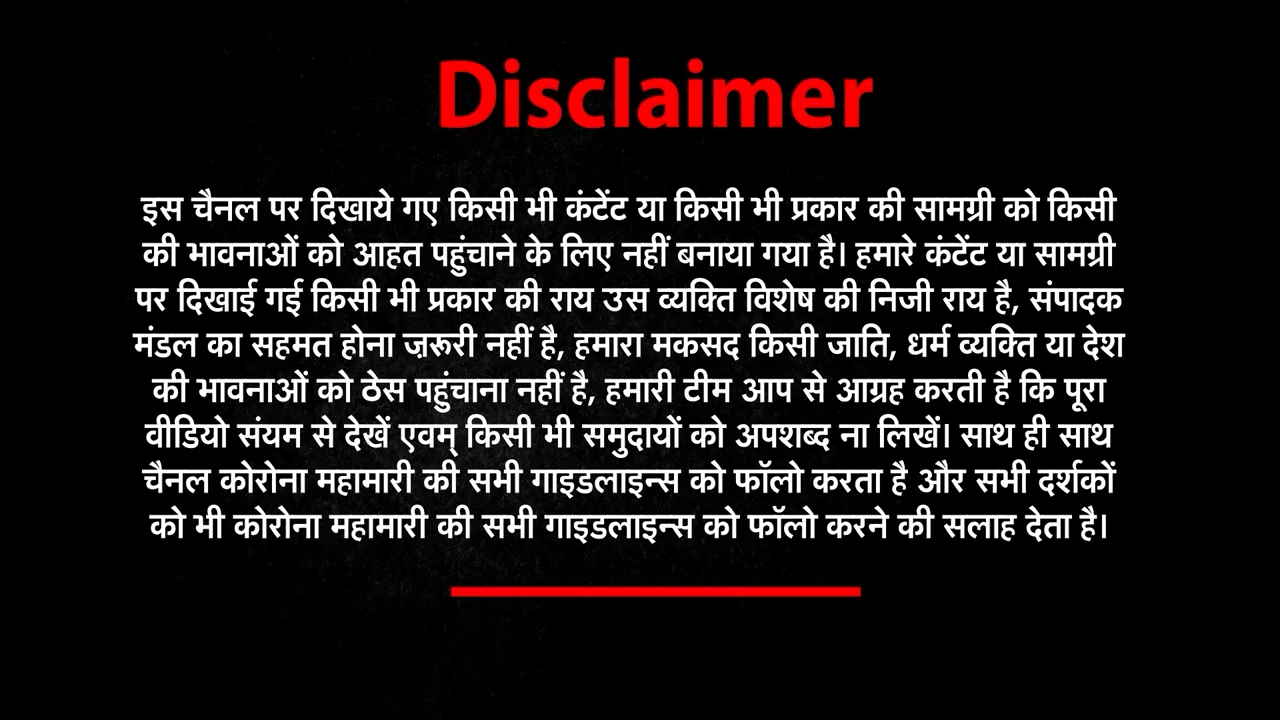 Disclaimer
इस चैनल पर दिखाये गए किसी भी कंटेंट या किसी भी प्रकार की सामग्री को किसी
की भावनाओं को आहत पहुंचाने के लिए नहीं बनाया गया है। हमारे कंटेंट या सामग्री
पर दिखाई गई किसी भी प्रकार की राय उस व्यक्ति विशेष की निजी राय है, संपादक
मंडल का सहमत होना ज़रूरी नहीं है, हमारा मकसद किसी जाति, धर्म व्यक्ति या देश
की भावनाओं को ठेस पहुंचाना नहीं है, हमारी टीम आप से आग्रह करती है कि पूरा
वीडियो संयम से देखें एवम् किसी भी समुदायों को अपशब्द ना लिखें। साथ ही साथ
चैनल कोरोना महामारी की सभी गाइडलाइन्स को फॉलो करता है और सभी दर्शकों
को भी कोरोना महामारी की सभी गाइडलाइन्स को फॉलो करने की सलाह देता है।